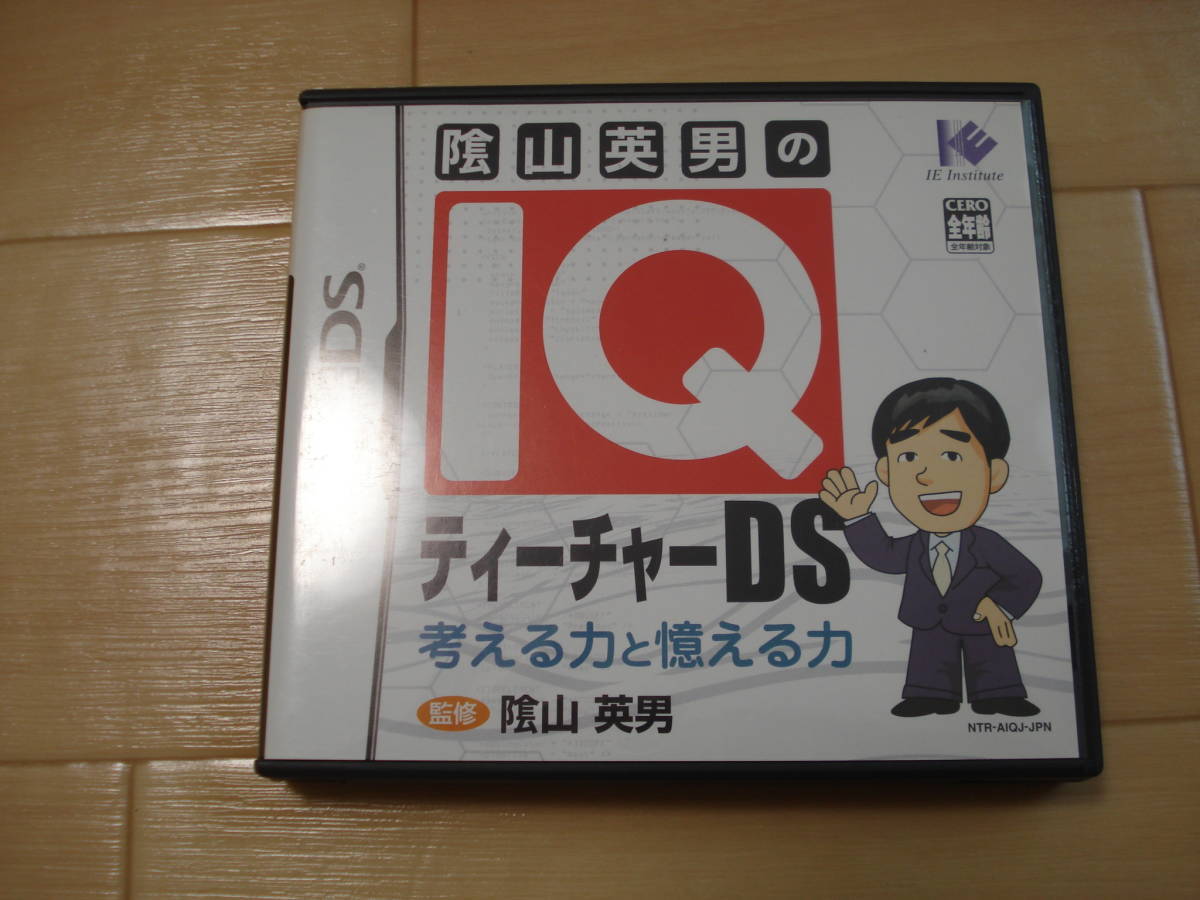 陰山英男の
IE Institute
CERO
全年齢
全年齢対象
IQ
DS®
ティーチャーDS
考える力と憶える力
監修 陰山 英男
NTR-AIQJ-JPN